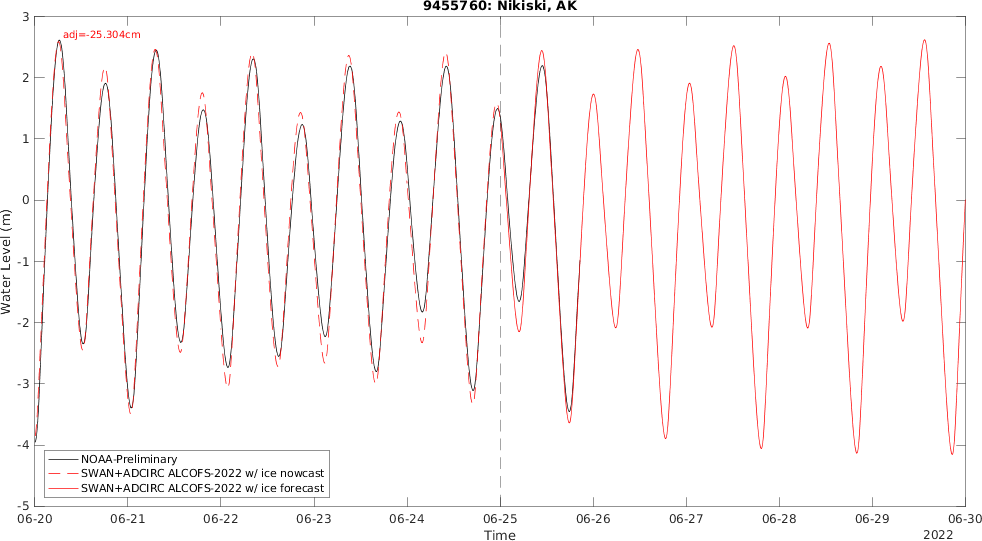 9455760: Nikiski, AK
adj=-25.304cm
3
2
1
0
-1
-2
-3
-4
-5
Water Level (m)
NOAA-Preliminary
SWAN+ADCIRC ALCOFS-2022 w/ ice nowcast
SWAN+ADCIRC ALCOFS-2022 w/ ice forecast
06-20 06-21 06-22 06-23 06-24 06-25 06-26 06-27 06-28 06-29 06-30
Time
2022